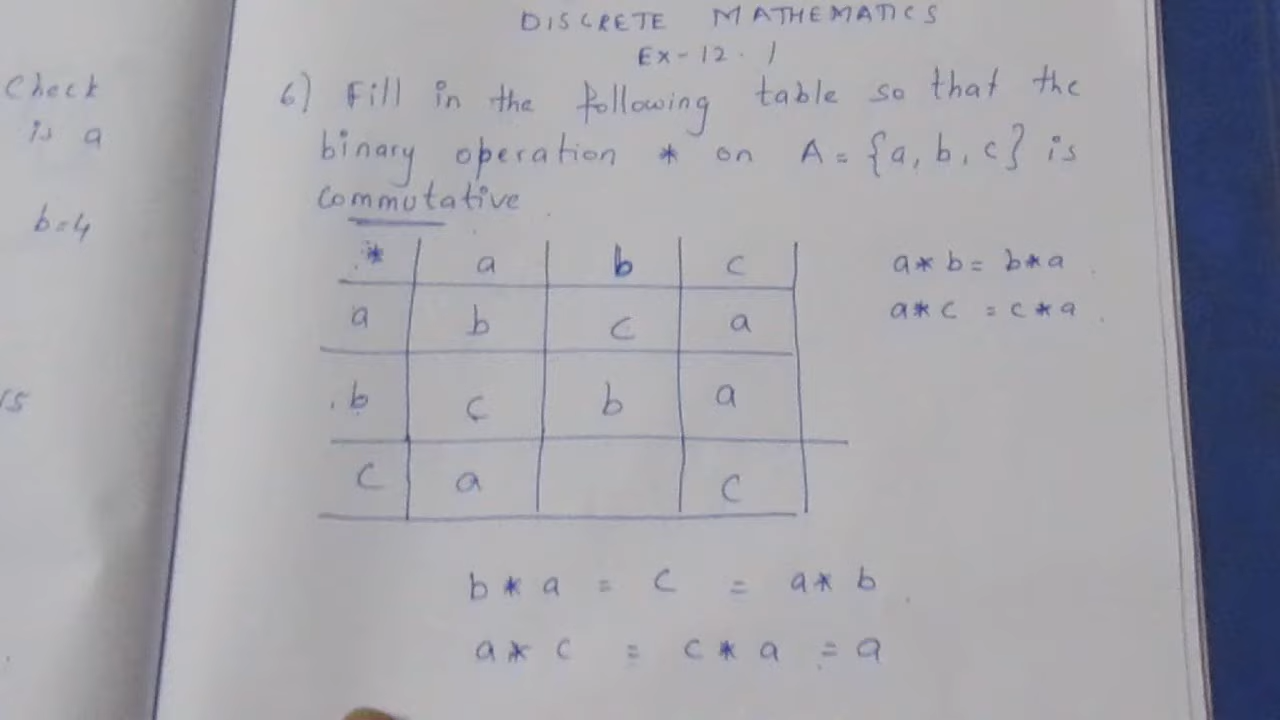 DISCRETE MATHEMATICS
Ex-12.1
Check
is a
b=4
6) Fill in the following table so that the
binary operation * on A = {a, b, c} is
commutative.
* a b c
a b c a
b c b a
c a c
a * b = b * a
a * c = c * a
b * a = c = a * b
a * c = c * a = a